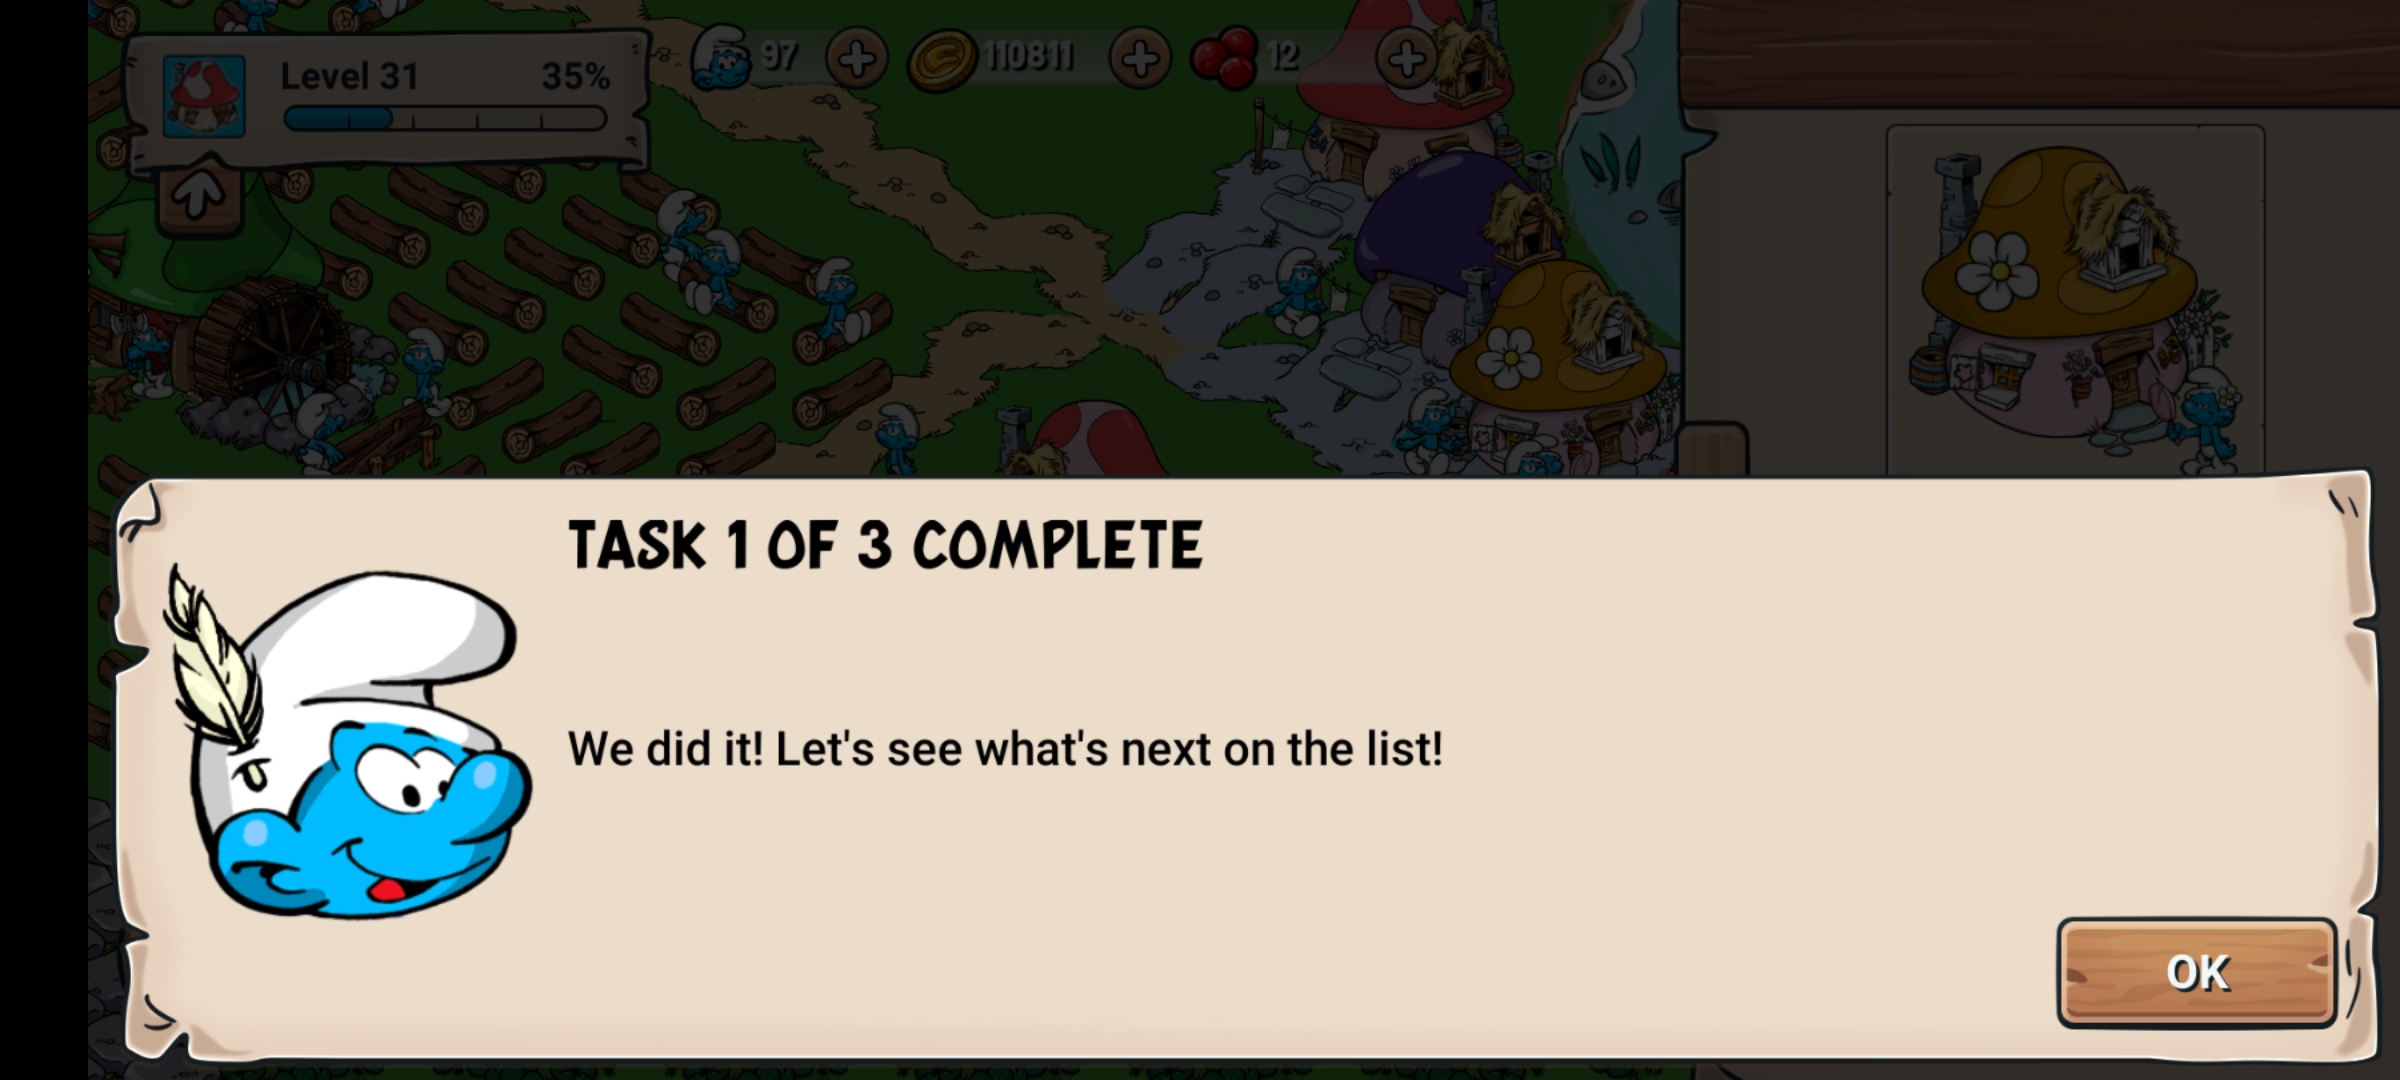 Level 31 35%
97 110811 12
TASK 1 OF 3 COMPLETE
We did it! Let's see what's next on the list!
OK